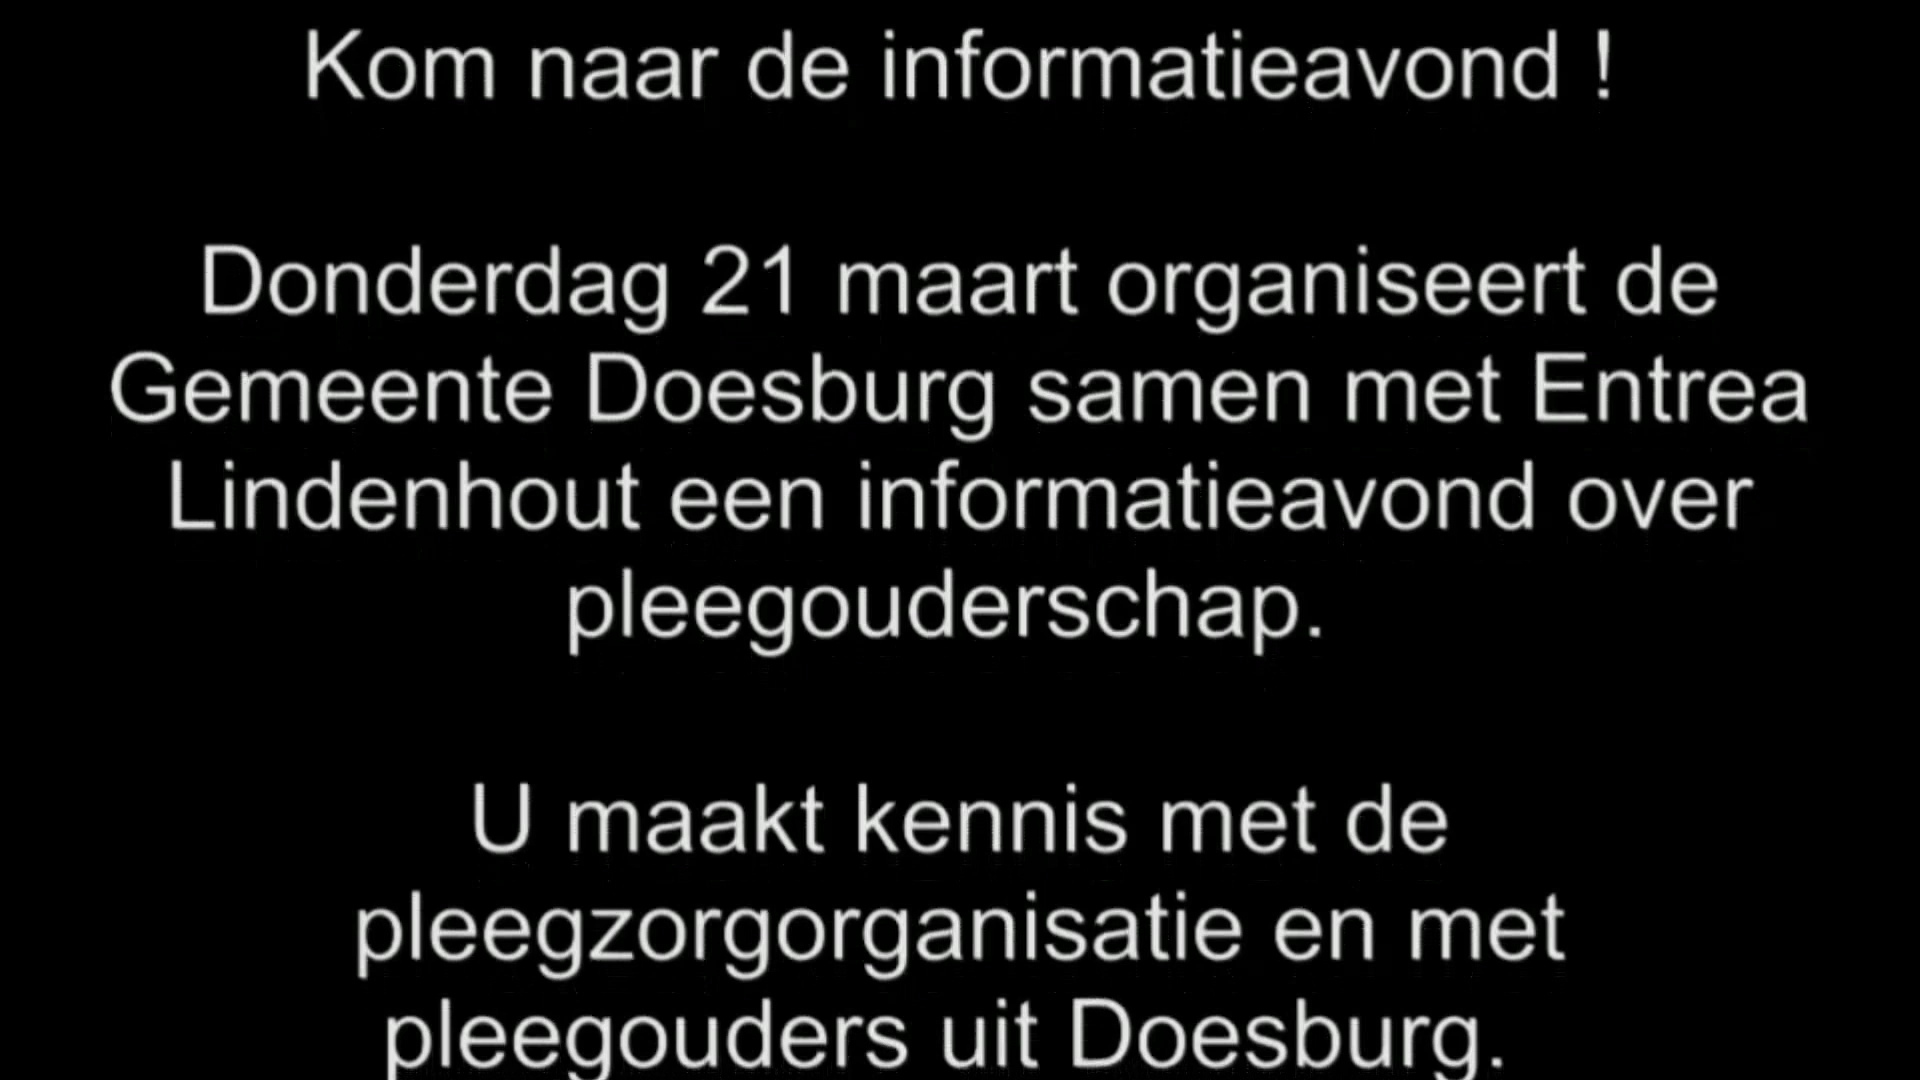 Kom naar de informatieavond !
Donderdag 21 maart organiseert de
Gemeente Doesburg samen met Entrea
Lindenhout een informatieavond over
pleegouderschap.
U maakt kennis met de
pleegzorgorganisatie en met
pleegouders uit Doesburg.